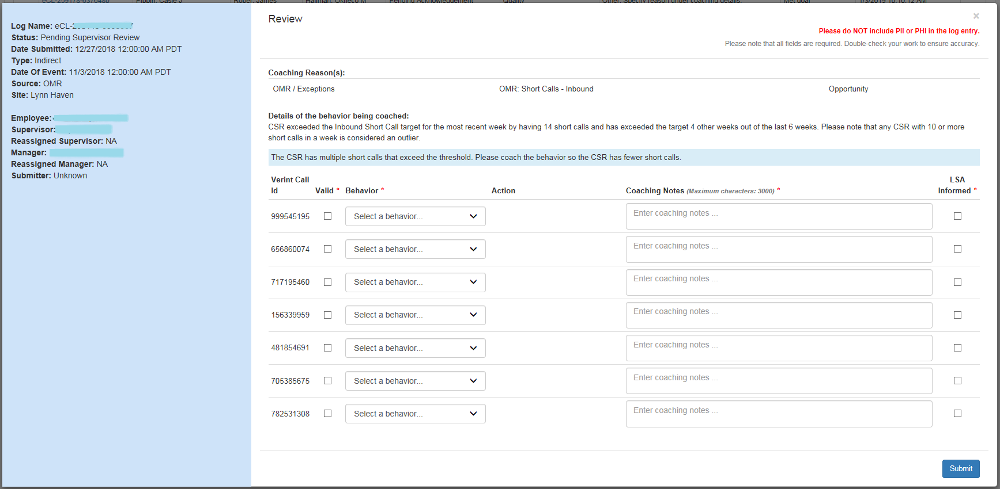 Log Name: eCL-
Status: Pending Supervisor Review
Date Submitted: 12/27/2018 12:00:00 AM PDT
Type: Indirect
Date Of Event: 11/3/2018 12:00:00 AM PDT
Source: OMR
Site: Lynn Haven
Employee:
Supervisor:
Reassigned Supervisor: NA
Manager:
Reassigned Manager: NA
Submitter: Unknown
Review
×
Please do NOT include PII or PHI in the log entry.
Please note that all fields are required. Double-check your work to ensure accuracy.
Coaching Reason(s):
OMR / Exceptions OMR: Short Calls - Inbound Opportunity
Details of the behavior being coached:
CSR exceeded the Inbound Short Call target for the most recent week by having 14 short calls and has exceeded the target 4 other weeks out of the last 6 weeks. Please note that any CSR with 10 or more
short calls in a week is considered an outlier.
The CSR has multiple short calls that exceed the threshold. Please coach the behavior so the CSR has fewer short calls.
Verint Call LSA
Id Valid * Behavior * Action Coaching Notes (Maximum characters: 3000) * Informed *
999545195 Select a behavior... Enter coaching notes ...
656860074 Select a behavior... Enter coaching notes ...
717195460 Select a behavior... Enter coaching notes ...
156339959 Select a behavior... Enter coaching notes ...
481854691 Select a behavior... Enter coaching notes ...
705385675 Select a behavior... Enter coaching notes ...
782531308 Select a behavior... Enter coaching notes ...
Submit